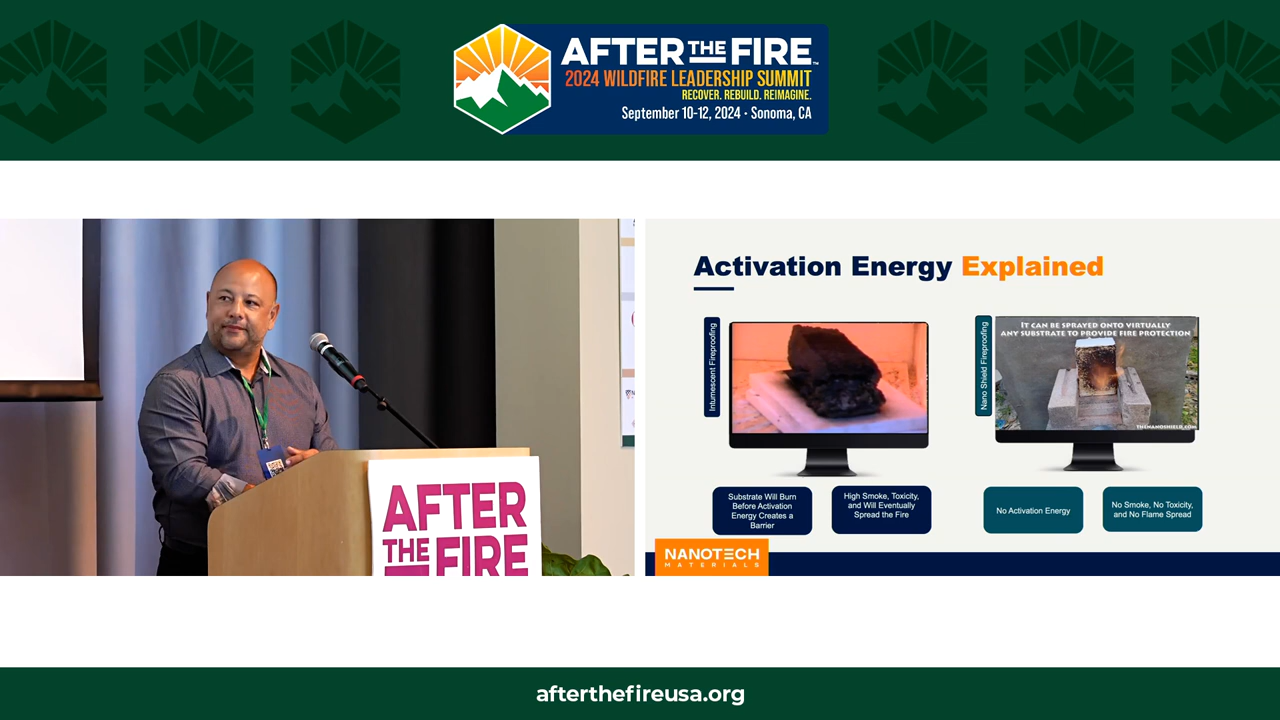 AFTER THE FIRE™
2024 WILDFIRE LEADERSHIP SUMMIT
RECOVER. REBUILD. REIMAGINE.
September 10-12, 2024 · Sonoma, CA
AFTER
THE FIRE
Activation Energy Explained
Intumescent Fireproofing
Nano Shield Fireproofing
IT CAN BE SPRAYED ONTO VIRTUALLY
ANY SUBSTRATE TO PROVIDE FIRE PROTECTION
THENANOSHIELD.COM
Substrate Will Burn
Before Activation
Energy Creates a
Barrier
High Smoke, Toxicity,
and Will Eventually
Spread the Fire
No Activation Energy
No Smoke, No Toxicity,
and No Flame Spread
NANOTECH
MATERIALS
afterthefireusa.org